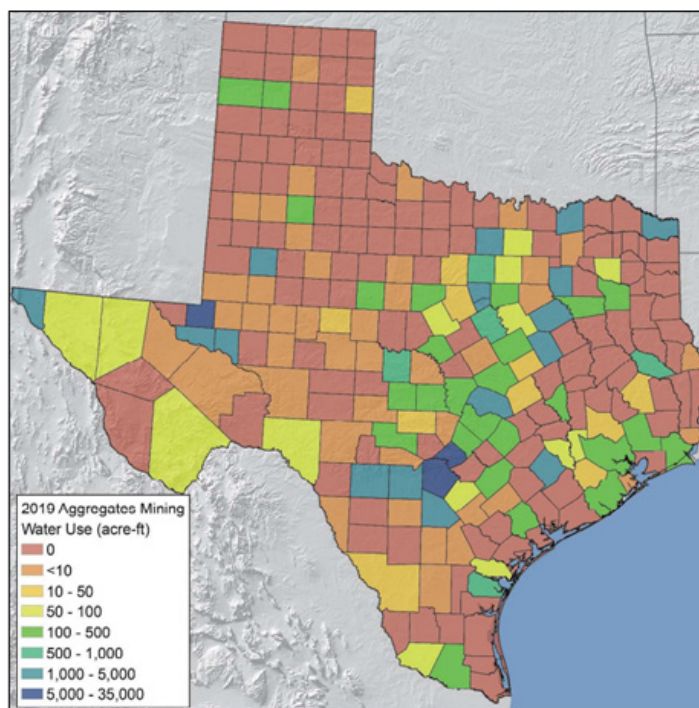 2019 Aggregates Mining
Water Use (acre-ft)
0
<10
10 - 50
50 - 100
100 - 500
500 - 1,000
1,000 - 5,000
5,000 - 35,000